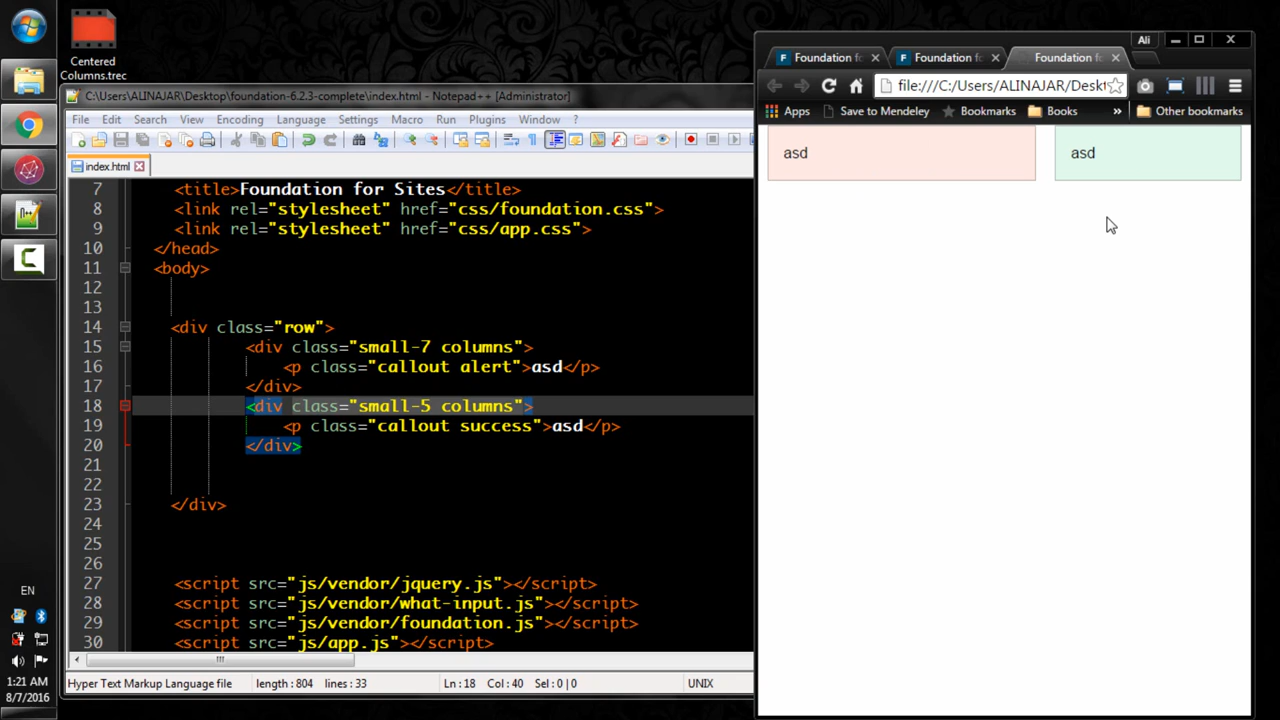 Centered
Columns.trec
C:\Users\ALINAJAR\Desktop\foundation-6.2.3-complete\index.html - Notepad++ [Administrator]
File Edit Search View Encoding Language Settings Macro Run Plugins Window ?
index.html
7 <title>Foundation for Sites</title>
8 <link rel="stylesheet" href="css/foundation.css">
9 <link rel="stylesheet" href="css/app.css">
10 </head>
11 <body>
12
13
14 <div class="row">
15 <div class="small-7 columns">
16 <p class="callout alert">asd</p>
17 </div>
18 <div class="small-5 columns">
19 <p class="callout success">asd</p>
20 </div>
21
22
23 </div>
24
25
26
27 <script src="js/vendor/jquery.js"></script>
28 <script src="js/vendor/what-input.js"></script>
29 <script src="js/vendor/foundation.js"></script>
30 <script src="js/app.js"></script>
Hyper Text Markup Language file length : 804 lines : 33 Ln : 18 Col : 40 Sel : 0 | 0 UNIX
Ali
Foundation fo Foundation fo Foundation fo
file:///C:/Users/ALINAJAR/Deskt
Apps Save to Mendeley Bookmarks Books » Other bookmarks
asd asd
EN
1:21 AM
8/7/2016